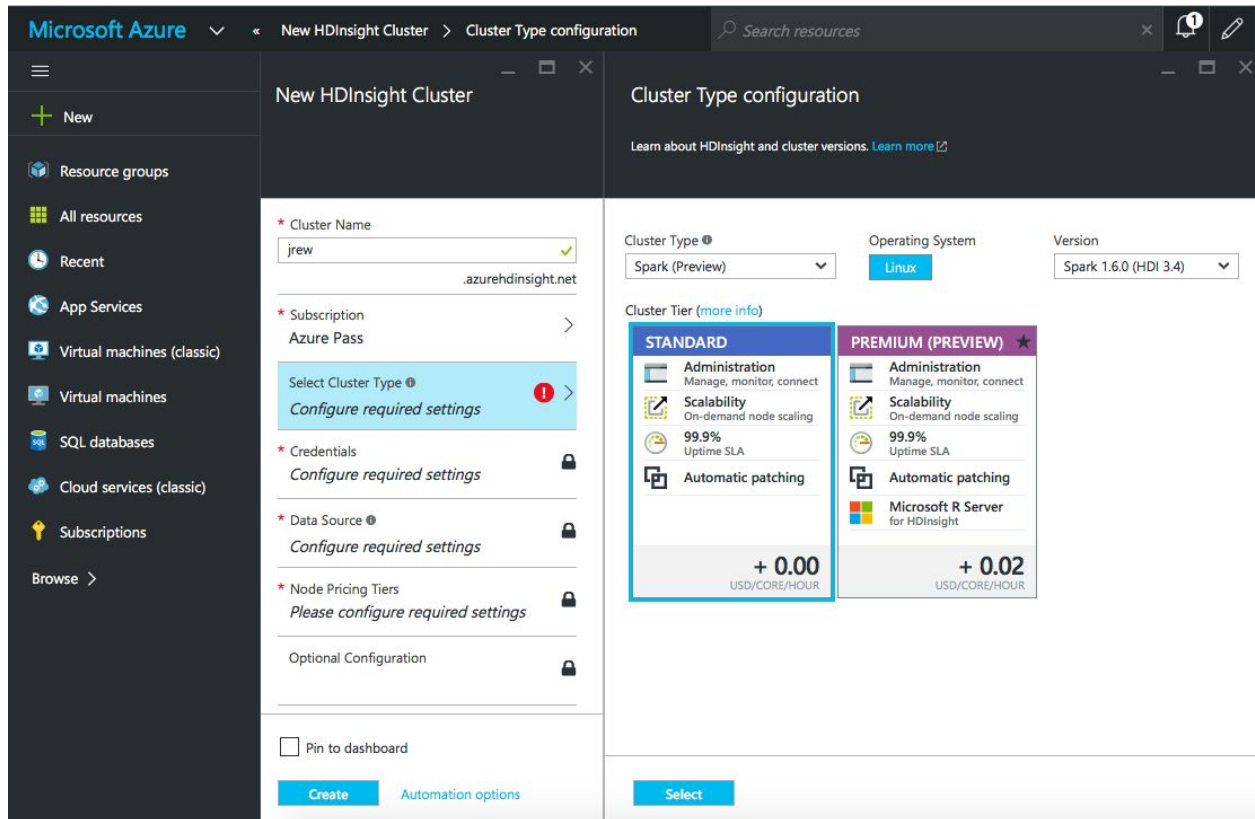 Microsoft Azure « New HDInsight Cluster > Cluster Type configuration Search resources × 1
New
Resource groups
All resources
Recent
App Services
Virtual machines (classic)
Virtual machines
SQL databases
Cloud services (classic)
Subscriptions
Browse >
New HDInsight Cluster
* Cluster Name
jrew
.azurehdinsight.net
* Subscription
Azure Pass
Select Cluster Type
Configure required settings
* Credentials
Configure required settings
* Data Source
Configure required settings
* Node Pricing Tiers
Please configure required settings
Optional Configuration
Pin to dashboard
Create Automation options
Cluster Type configuration
Learn about HDInsight and cluster versions. Learn more
Cluster Type Operating System Version
Spark (Preview) Linux Spark 1.6.0 (HDI 3.4)
Cluster Tier (more info)
STANDARD
Administration
Manage, monitor, connect
Scalability
On-demand node scaling
99.9%
Uptime SLA
Automatic patching
+ 0.00
USD/CORE/HOUR
PREMIUM (PREVIEW)
Administration
Manage, monitor, connect
Scalability
On-demand node scaling
99.9%
Uptime SLA
Automatic patching
Microsoft R Server
for HDInsight
+ 0.02
USD/CORE/HOUR
Select